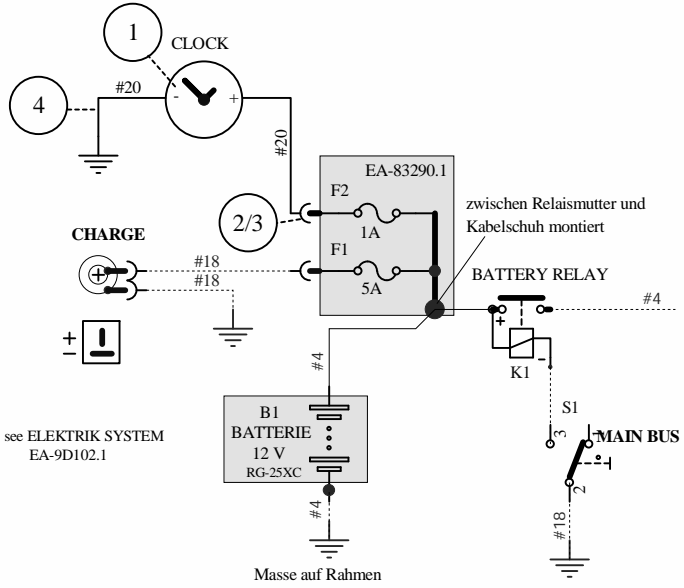 1
CLOCK
4
#20
-
+
#20
EA-83290.1
F2
2/3
1A
zwischen Relaismutter und
Kabelschuh montiert
CHARGE
F1
#18
#18
5A
BATTERY RELAY
#4
+
-
K1
+
-
#4
S1
B1
BATTERIE
12 V
RG-25XC
see ELEKTRIK SYSTEM
EA-9D102.1
3
1
MAIN BUS
2
#4
#18
Masse auf Rahmen